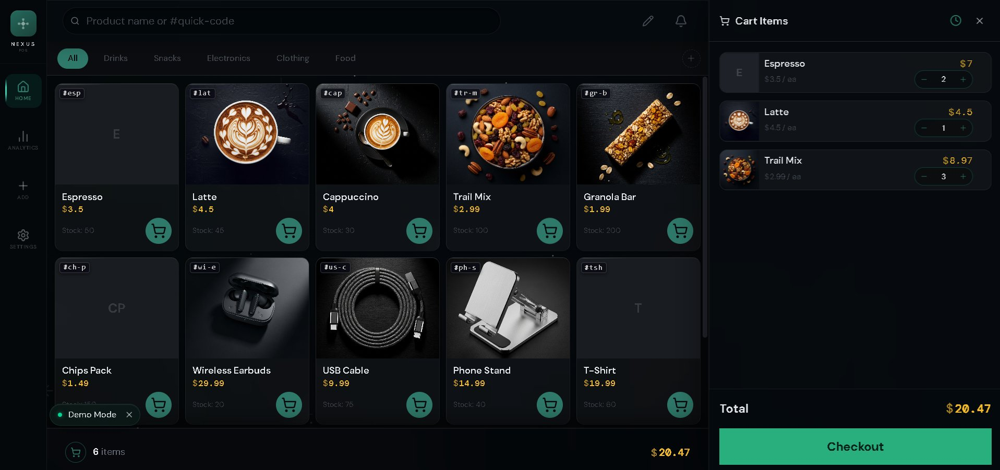 NEXUS
POS
HOME
ANALYTICS
ADD
SETTINGS
Product name or #quick-code
All
Drinks
Snacks
Electronics
Clothing
Food
#esp
E
Espresso
$3.5
Stock: 50
#lat
Latte
$4.5
Stock: 45
#cap
Cappuccino
$4
Stock: 30
#tr-m
Trail Mix
$2.99
Stock: 100
#gr-b
Granola Bar
$1.99
Stock: 200
#ch-p
CP
Chips Pack
$1.49
Stock: 150
#wi-e
Wireless Earbuds
$29.99
Stock: 20
#us-c
USB Cable
$9.99
Stock: 75
#ph-s
Phone Stand
$14.99
Stock: 40
#tsh
T
T-Shirt
$19.99
Stock: 60
Demo Mode
6 items
$20.47
Cart Items
E
Espresso
$7
$3.5 / ea
2
Latte
$4.5
$4.5 / ea
1
Trail Mix
$8.97
$2.99 / ea
3
Total
$20.47
Checkout